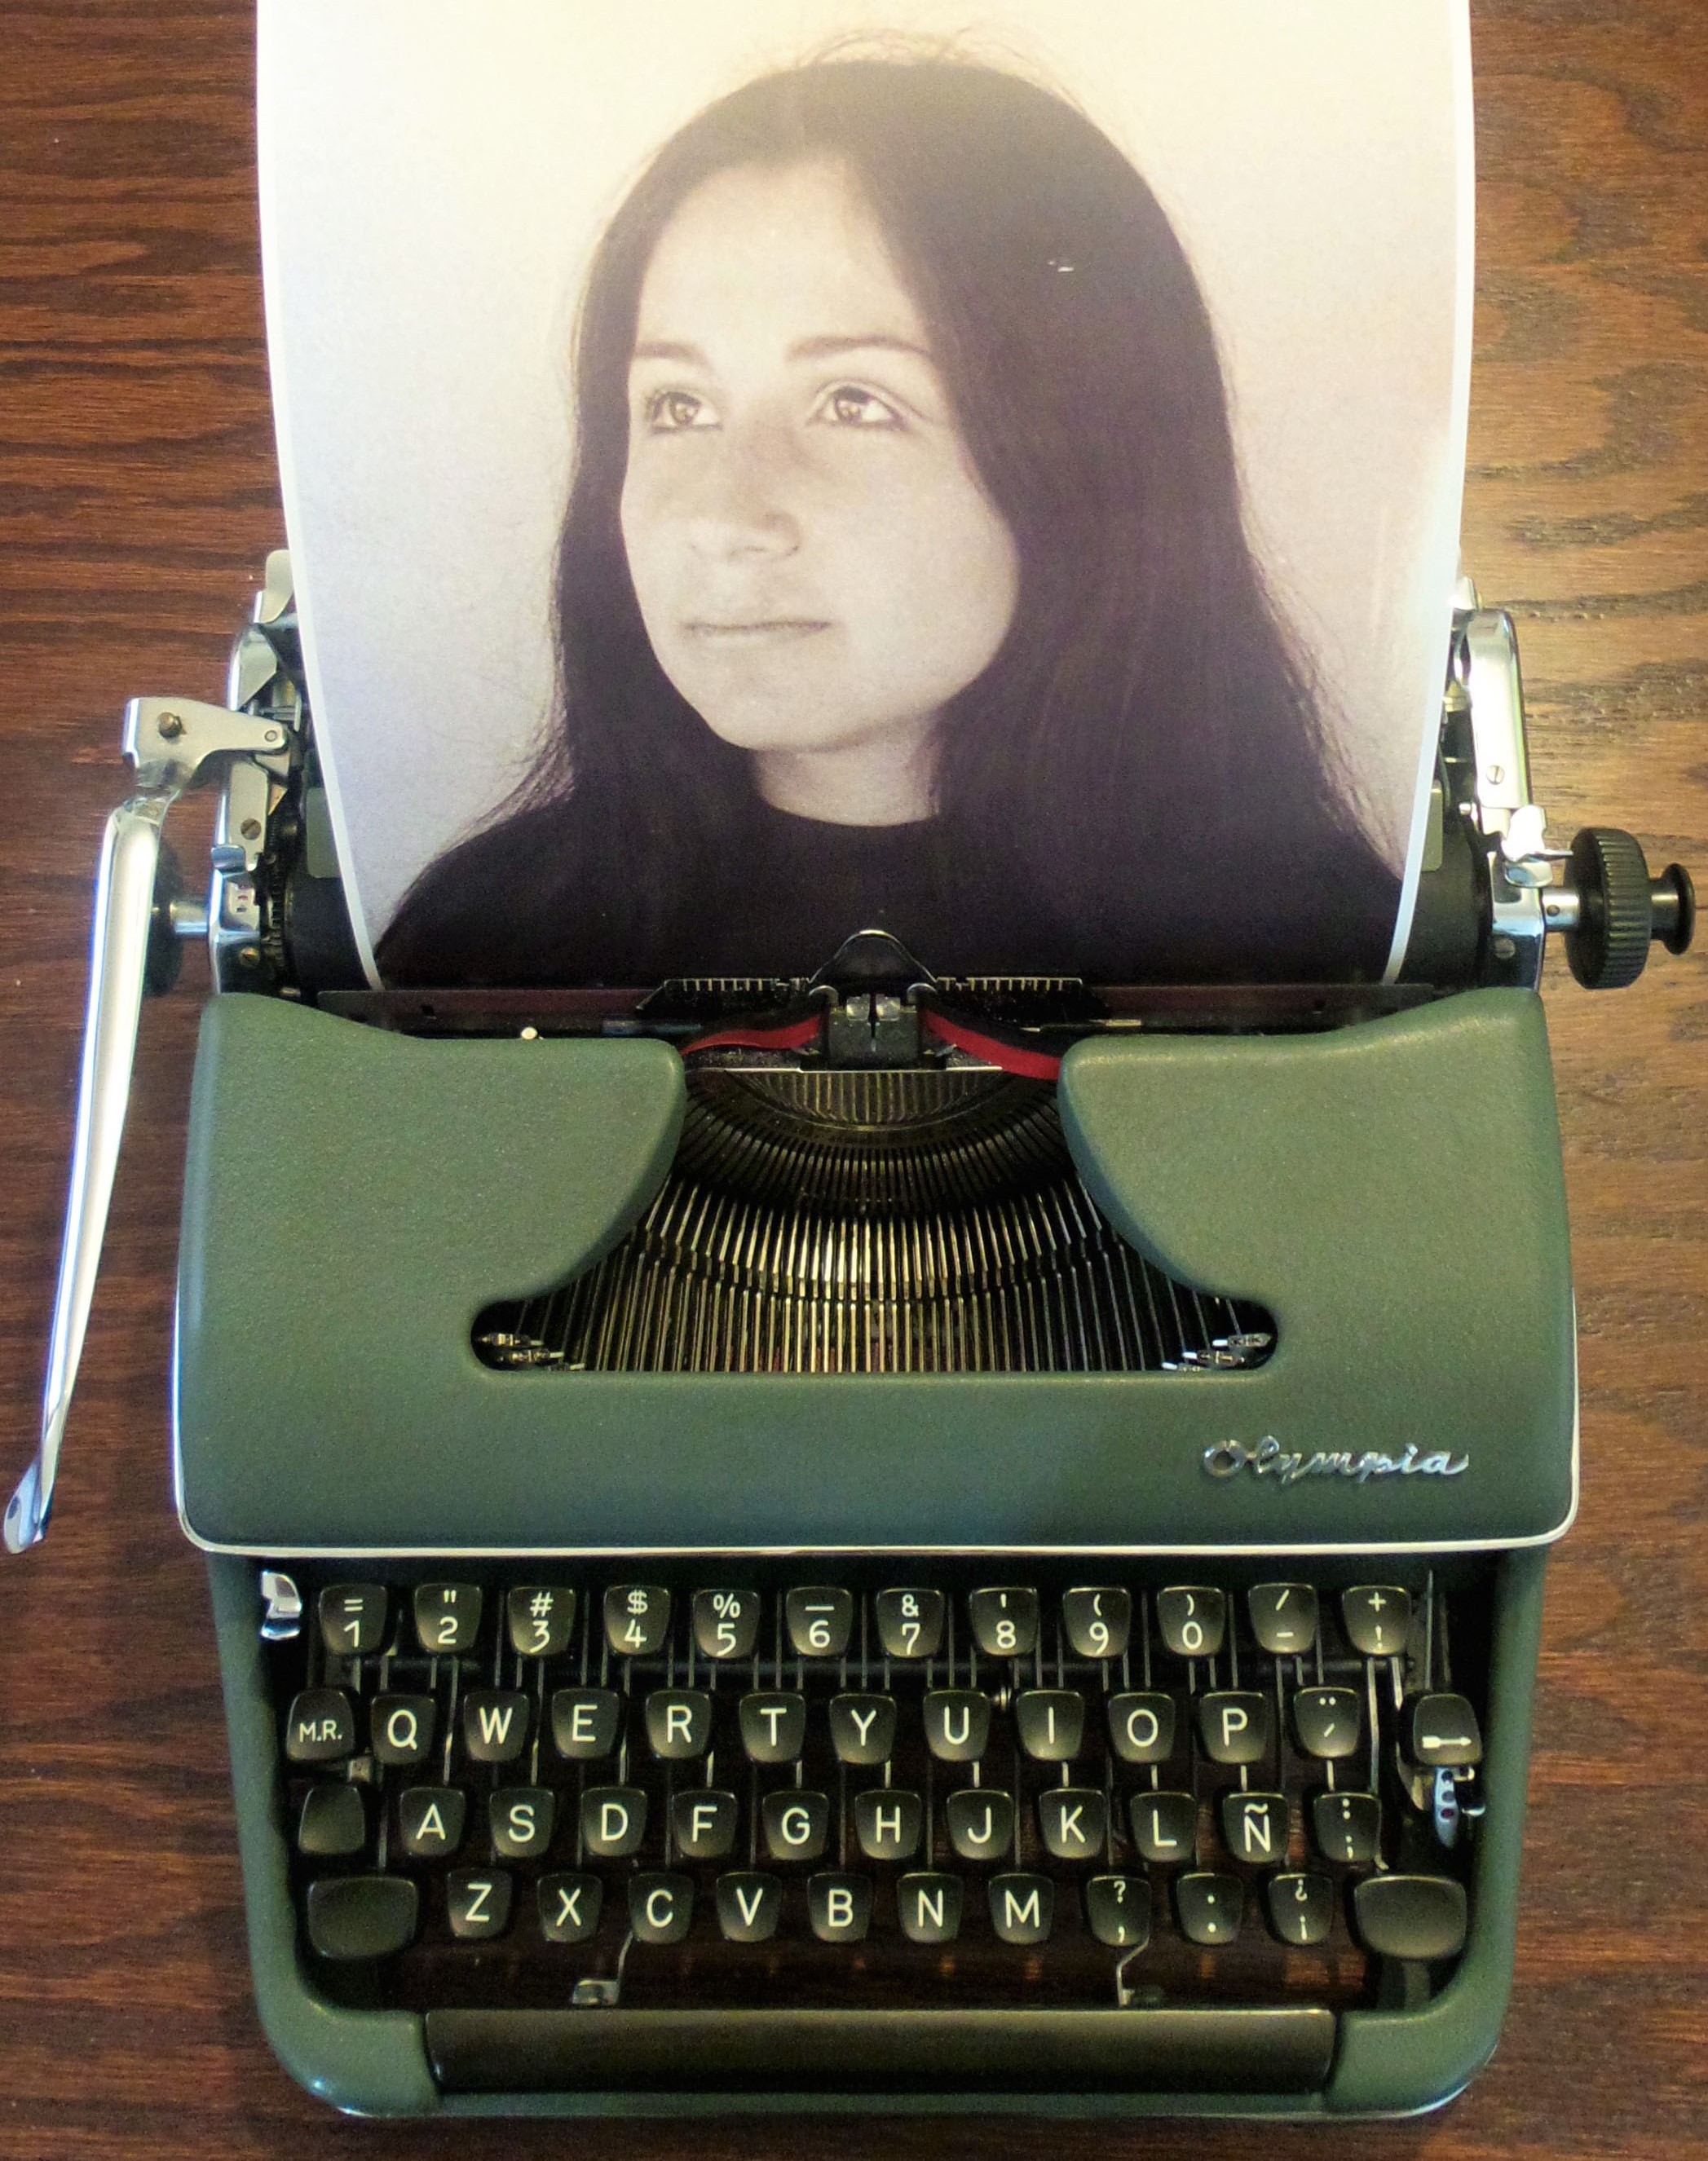 Olympia
= " # $ % _ & ' ( ) / +
1 2 3 4 5 6 7 8 9 0 - !
M.R. Q W E R T Y U I O P ¨ ´
A S D F G H J K L Ñ : ;
Z X C V B N M ? , : . ¿ ¡